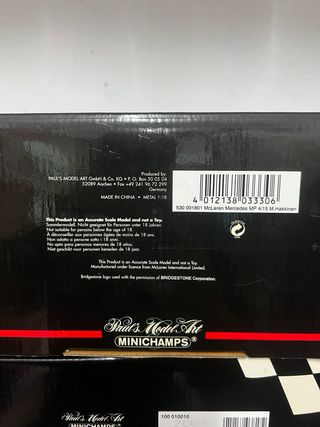 Produced by:
PAUL'S MODEL ART GmbH & Co. KG • P. O. Box 50 05 04
52089 Aachen • Fax +49 241 96 72 299
Germany
MADE IN CHINA • METAL 1:18
4 012138 033306
530 001801 McLaren Mercedes MP 4/15 M.Hakkinen
This Product is an Accurate Scale Model and not a Toy.
Sammlermodell. Nicht geeignet für Personen unter 18 Jahren.
Not suitable for persons below the age of 18.
A déconseiller aux personnes âgées de moins de 18 ans.
Non adatto a persone sotto i 18 anni.
No apto para menores de 18 años.
Niet geschikt voor personen beneden de 18 jaar.
This Product is an Accurate Scale Model and not a Toy.
Manufactured under licence from McLaren International Limited.
Bridgestone logo used with the permission of BRIDGESTONE Corporation.
Paul's Model Art
MINICHAMPS®
Paul's Model Art
MINICHAMPS®
100 010010